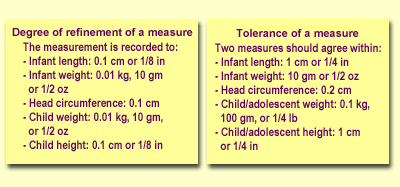 Degree of refinement of a measure
The measurement is recorded to:
- Infant length: 0.1 cm or 1/8 in
- Infant weight: 0.01 kg, 10 gm
or 1/2 oz
- Head circumference: 0.1 cm
- Child weight: 0.01 kg, 10 gm,
or 1/2 oz
- Child height: 0.1 cm or 1/8 in
Tolerance of a measure
Two measures should agree within:
- Infant length: 1 cm or 1/4 in
- Infant weight: 10 gm or 1/2 oz
- Head circumference: 0.2 cm
- Child/adolescent weight: 0.1 kg,
100 gm, or 1/4 lb
- Child/adolescent height: 1 cm
or 1/4 in